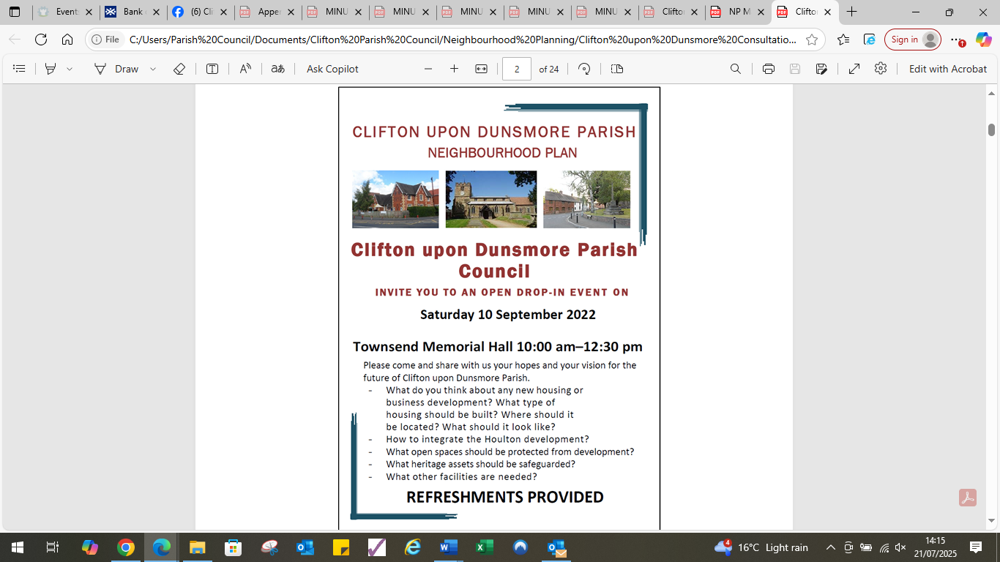 Events
Bank
(6) Cli
Apper
MINU
MINU
MINU
MINU
MINU
Clifton
NP M
Clifto
File
C:/Users/Parish%20Council/Documents/Clifton%20Parish%20Council/Neighbourhood%20Planning/Clifton%20upon%20Dunsmore%20Consultatio...
Sign in
Draw
aあ
Ask Copilot
2
of 24
Edit with Acrobat
CLIFTON UPON DUNSMORE PARISH
NEIGHBOURHOOD PLAN
Clifton upon Dunsmore Parish
Council
INVITE YOU TO AN OPEN DROP-IN EVENT ON
Saturday 10 September 2022
Townsend Memorial Hall 10:00 am–12:30 pm
Please come and share with us your hopes and your vision for the
future of Clifton upon Dunsmore Parish.
- What do you think about any new housing or
business development? What type of
housing should be built? Where should it
be located? What should it look like?
- How to integrate the Houlton development?
- What open spaces should be protected from development?
- What heritage assets should be safeguarded?
- What other facilities are needed?
REFRESHMENTS PROVIDED
4
16°C Light rain
14:15
21/07/2025